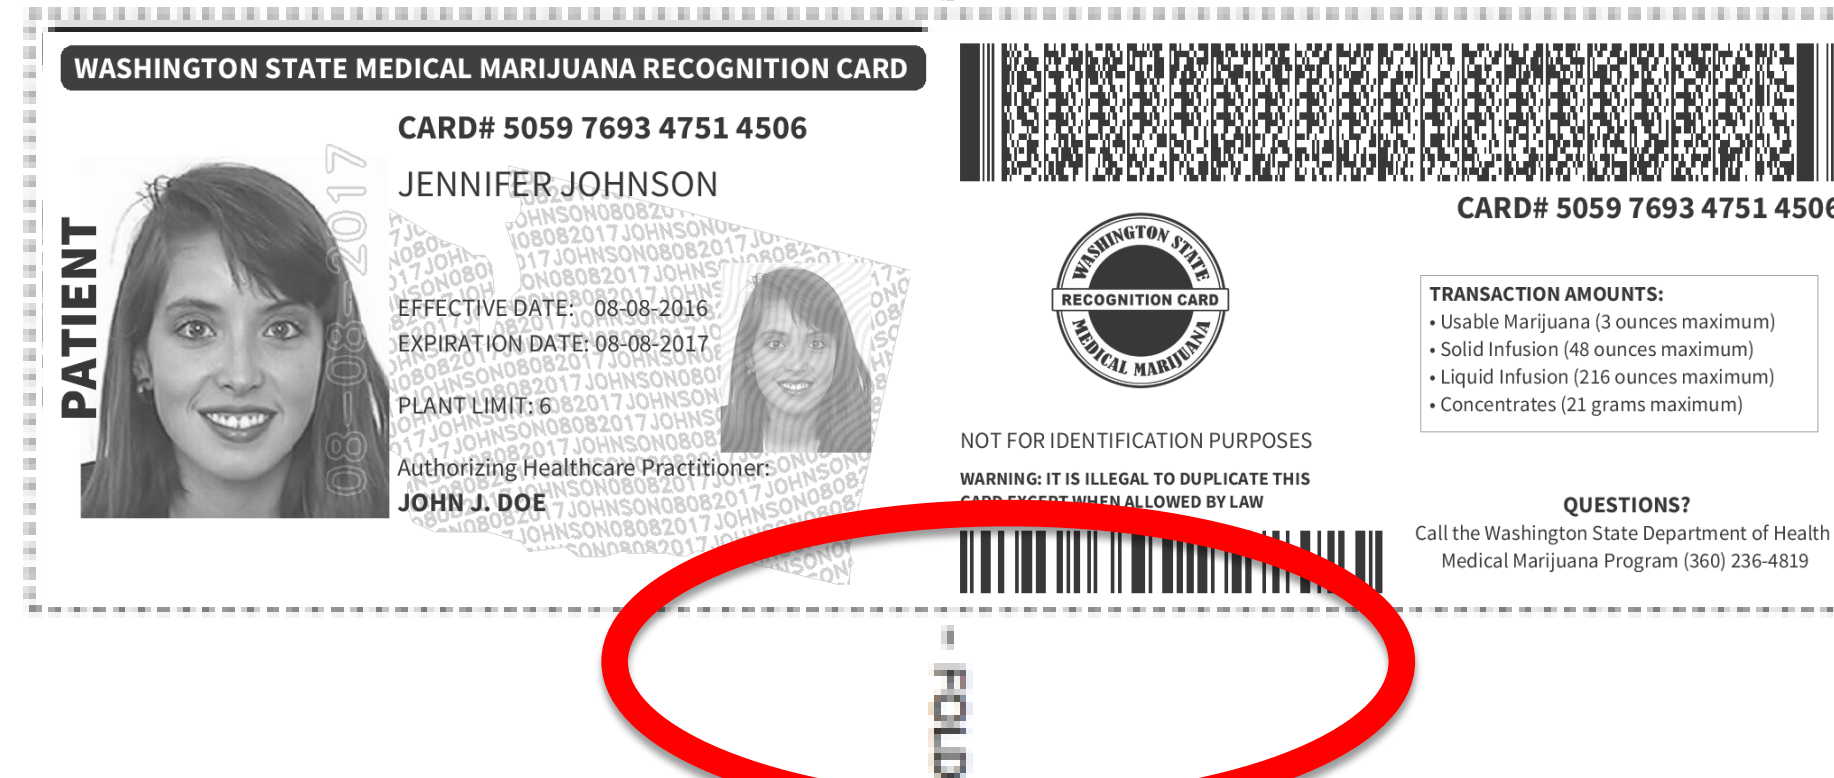 WASHINGTON STATE MEDICAL MARIJUANA RECOGNITION CARD
CARD# 5059 7693 4751 4506
JENNIFER JOHNSON
PATIENT
08-08-2017
EFFECTIVE DATE: 08-08-2016
EXPIRATION DATE: 08-08-2017
PLANT LIMIT: 6
Authorizing Healthcare Practitioner:
JOHN J. DOE
CARD# 5059 7693 4751 4506
WASHINGTON STATE
RECOGNITION CARD
MEDICAL MARIJUANA
TRANSACTION AMOUNTS:
• Usable Marijuana (3 ounces maximum)
• Solid Infusion (48 ounces maximum)
• Liquid Infusion (216 ounces maximum)
• Concentrates (21 grams maximum)
NOT FOR IDENTIFICATION PURPOSES
WARNING: IT IS ILLEGAL TO DUPLICATE THIS
CARD EXCEPT WHEN ALLOWED BY LAW
QUESTIONS?
Call the Washington State Department of Health
Medical Marijuana Program (360) 236-4819
FOLD